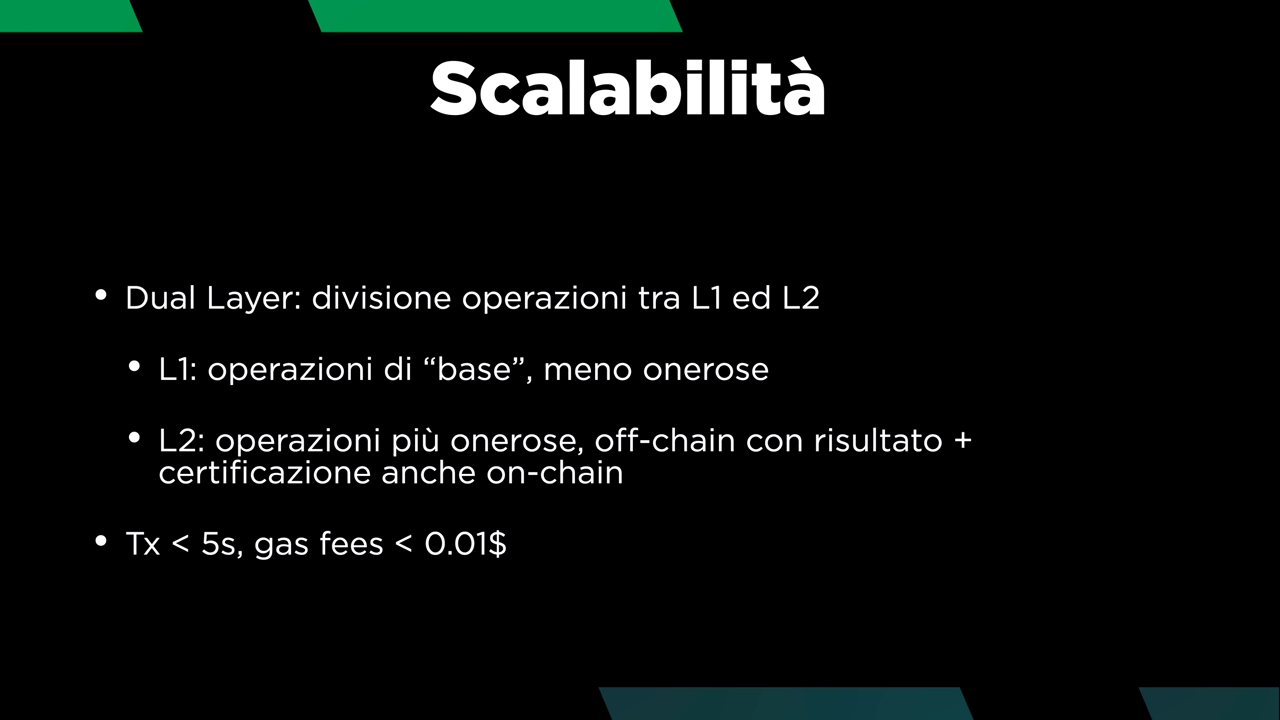 Scalabilità
• Dual Layer: divisione operazioni tra L1 ed L2
• L1: operazioni di “base”, meno onerose
• L2: operazioni più onerose, off-chain con risultato +
certificazione anche on-chain
• Tx < 5s, gas fees < 0.01$